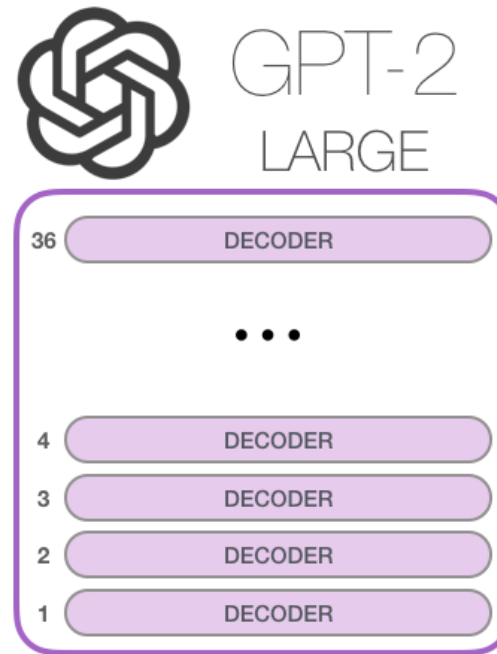 GPT-2
LARGE
36 DECODER
•••
4 DECODER
3 DECODER
2 DECODER
1 DECODER